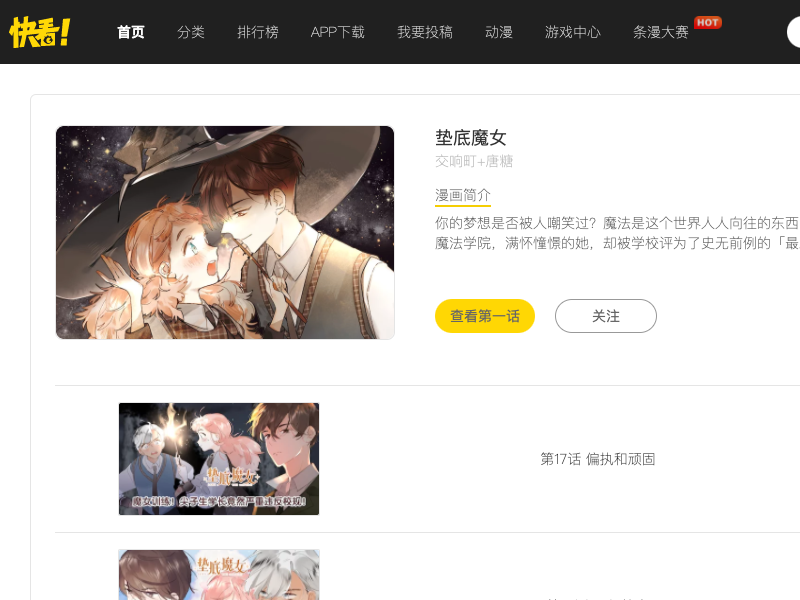 快看!
首页 分类 排行榜 APP下载 我要投稿 动漫 游戏中心 条漫大赛 HOT
垫底魔女
交响町+唐糖
漫画简介
你的梦想是否被人嘲笑过？魔法是这个世界人人向往的东西
魔法学院，满怀憧憬的她，却被学校评为了史无前例的「最
查看第一话 关注
垫底魔女
魔女训练！尖子生学长竟然严重违反校规！
第17话 偏执和顽固
垫底魔女